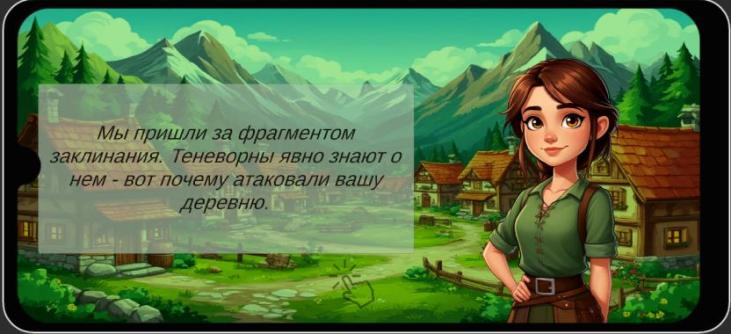 Мы пришли за фрагментом
заклинания. Теневорны явно знают о
нем - вот почему атаковали вашу
деревню.